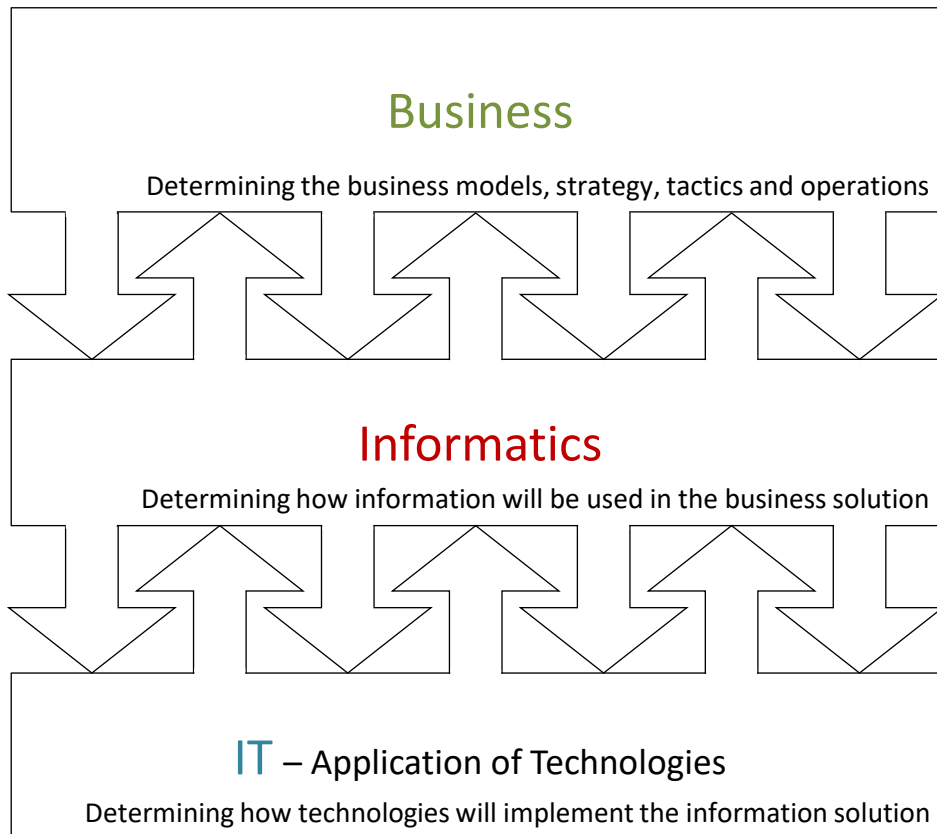 Business
Determining the business models, strategy, tactics and operations
Informatics
Determining how information will be used in the business solution
IT – Application of Technologies
Determining how technologies will implement the information solution